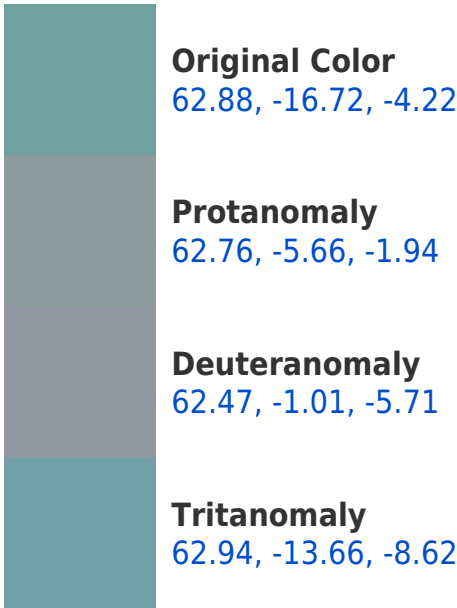 Original Color
62.88, -16.72, -4.22
Protanomaly
62.76, -5.66, -1.94
Deuteranomaly
62.47, -1.01, -5.71
Tritanomaly
62.94, -13.66, -8.62